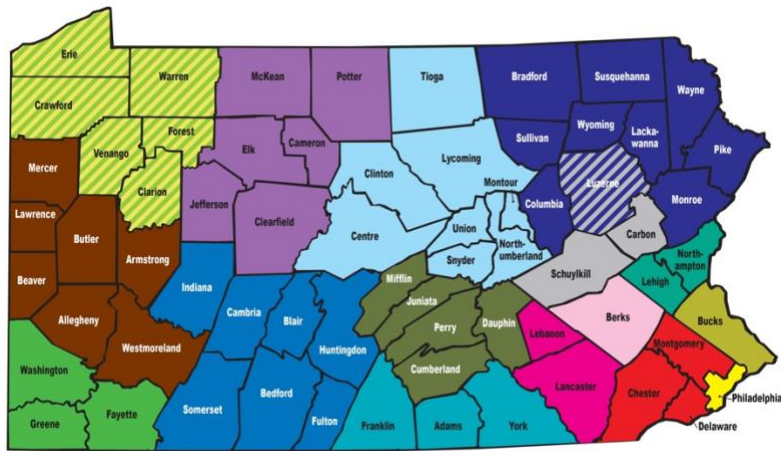 Erie
Warren
McKean
Potter
Tioga
Bradford
Susquehanna
Wayne
Crawford
Forest
Elk
Cameron
Sullivan
Wyoming
Lacka-
wanna
Pike
Mercer
Venango
Clarion
Jefferson
Clearfield
Clinton
Lycoming
Montour
Columbia
Luzerne
Monroe
Lawrence
Butler
Armstrong
Centre
Union
Snyder
North-
umberland
Carbon
Schuylkill
North-
ampton
Lehigh
Beaver
Allegheny
Westmoreland
Indiana
Cambria
Blair
Huntingdon
Mifflin
Juniata
Perry
Dauphin
Cumberland
Lebanon
Berks
Bucks
Montgomery
Washington
Greene
Fayette
Somerset
Bedford
Fulton
Franklin
Adams
York
Lancaster
Chester
Philadelphia
Delaware